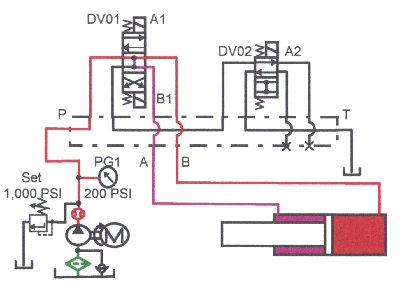 DV01 A1
DV02 A2
B1
P T
A B
PG1
Set
1,000 PSI 200 PSI
M